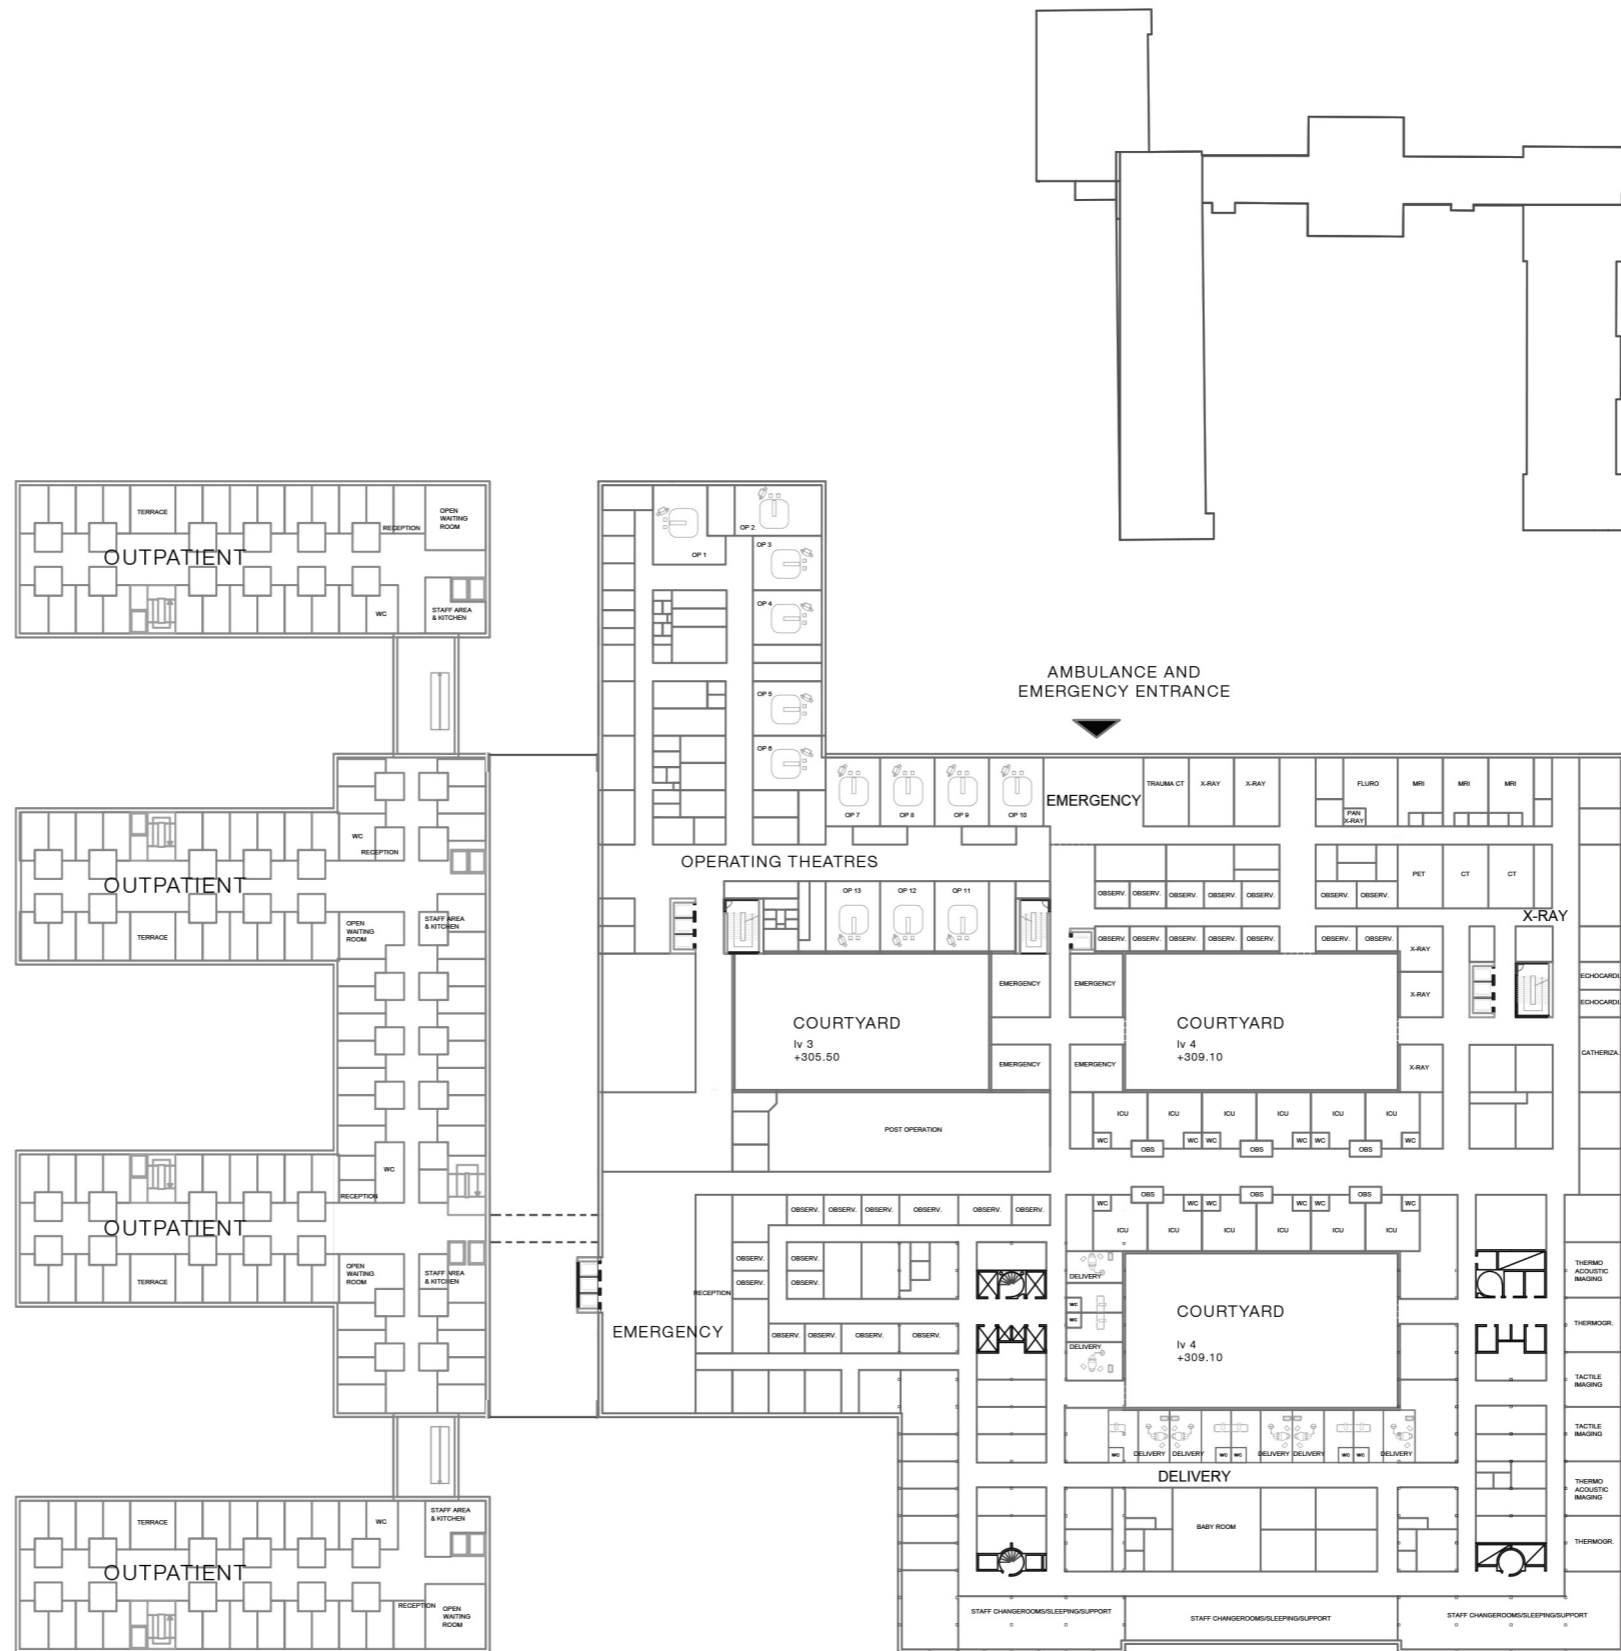 TERRACE
RECEPTION
OPEN
WAITING
ROOM
OUTPATIENT
WC
STAFF AREA
& KITCHEN
OP 1
OP 2
OP 3
OP 4
OP 5
OP 6
AMBULANCE AND
EMERGENCY ENTRANCE
OP 7
OP 8
OP 9
OP 10
EMERGENCY
TRAUMA CT
X-RAY
X-RAY
FLURO
PAN
X-RAY
MRI
MRI
MRI
WC
RECEPTION
OUTPATIENT
OPEN
WAITING
ROOM
STAFF AREA
& KITCHEN
TERRACE
OPERATING THEATRES
OP 13
OP 12
OP 11
OBSERV.
OBSERV.
OBSERV.
OBSERV.
OBSERV.
OBSERV.
OBSERV.
PET
CT
CT
X-RAY
OBSERV.
OBSERV.
OBSERV.
OBSERV.
OBSERV.
OBSERV.
OBSERV.
X-RAY
EMERGENCY
EMERGENCY
X-RAY
ECHOCARDI.
ECHOCARDI.
COURTYARD
lv 3
+305.50
COURTYARD
lv 4
+309.10
CATHERIZA.
EMERGENCY
EMERGENCY
X-RAY
POST OPERATION
ICU
ICU
ICU
ICU
ICU
ICU
WC
OBS
WC
WC
OBS
WC
WC
OBS
WC
WC
RECEPTION
OUTPATIENT
OPEN
WAITING
ROOM
STAFF AREA
& KITCHEN
TERRACE
OBSERV.
OBSERV.
OBSERV.
OBSERV.
OBSERV.
OBSERV.
WC
OBS
WC
WC
OBS
WC
WC
OBS
WC
ICU
ICU
ICU
ICU
ICU
ICU
OBSERV.
OBSERV.
OBSERV.
OBSERV.
RECEPTION
EMERGENCY
OBSERV.
OBSERV.
OBSERV.
OBSERV.
DELIVERY
WC
WC
DELIVERY
COURTYARD
lv 4
+309.10
THERMO
ACOUSTIC
IMAGING
THERMOGR.
TACTILE
IMAGING
TACTILE
IMAGING
THERMO
ACOUSTIC
IMAGING
THERMOGR.
WC
DELIVERY
DELIVERY
WC
WC
DELIVERY
DELIVERY
WC
WC
DELIVERY
DELIVERY
BABY ROOM
TERRACE
WC
STAFF AREA
& KITCHEN
OUTPATIENT
RECEPTION
OPEN
WAITING
ROOM
STAFF CHANGEROOMS/SLEEPING/SUPPORT
STAFF CHANGEROOMS/SLEEPING/SUPPORT
STAFF CHANGEROOMS/SLEEPING/SUPPORT